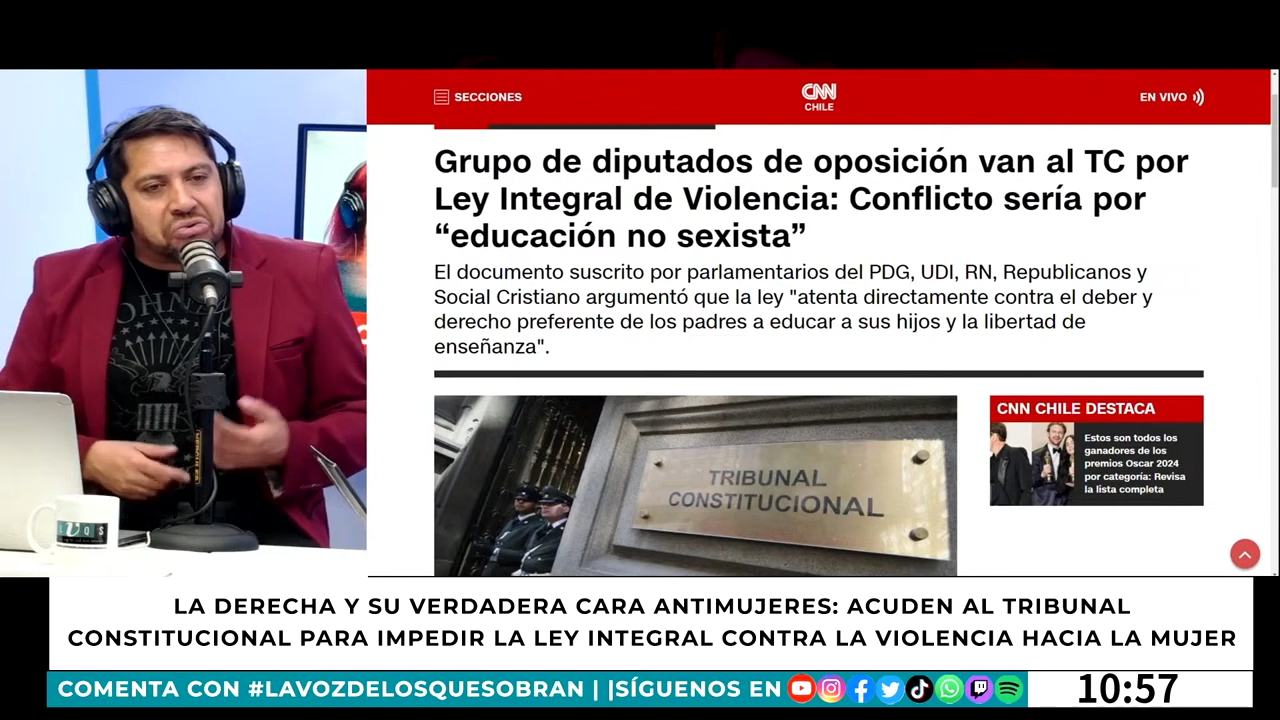 SECCIONES
CNN
CHILE
EN VIVO
Grupo de diputados de oposición van al TC por
Ley Integral de Violencia: Conflicto sería por
“educación no sexista”
El documento suscrito por parlamentarios del PDG, UDI, RN, Republicanos y
Social Cristiano argumentó que la ley "atenta directamente contra el deber y
derecho preferente de los padres a educar a sus hijos y la libertad de
enseñanza".
TRIBUNAL
CONSTITUCIONAL
CNN CHILE DESTACA
Estos son todos los
ganadores de los
premios Oscar 2024
por categoría: Revisa
la lista completa
LA DERECHA Y SU VERDADERA CARA ANTIMUJERES: ACUDEN AL TRIBUNAL
CONSTITUCIONAL PARA IMPEDIR LA LEY INTEGRAL CONTRA LA VIOLENCIA HACIA LA MUJER
COMENTA CON #LAVOZDELOSQUESOBRAN | |SÍGUENOS EN
10:57